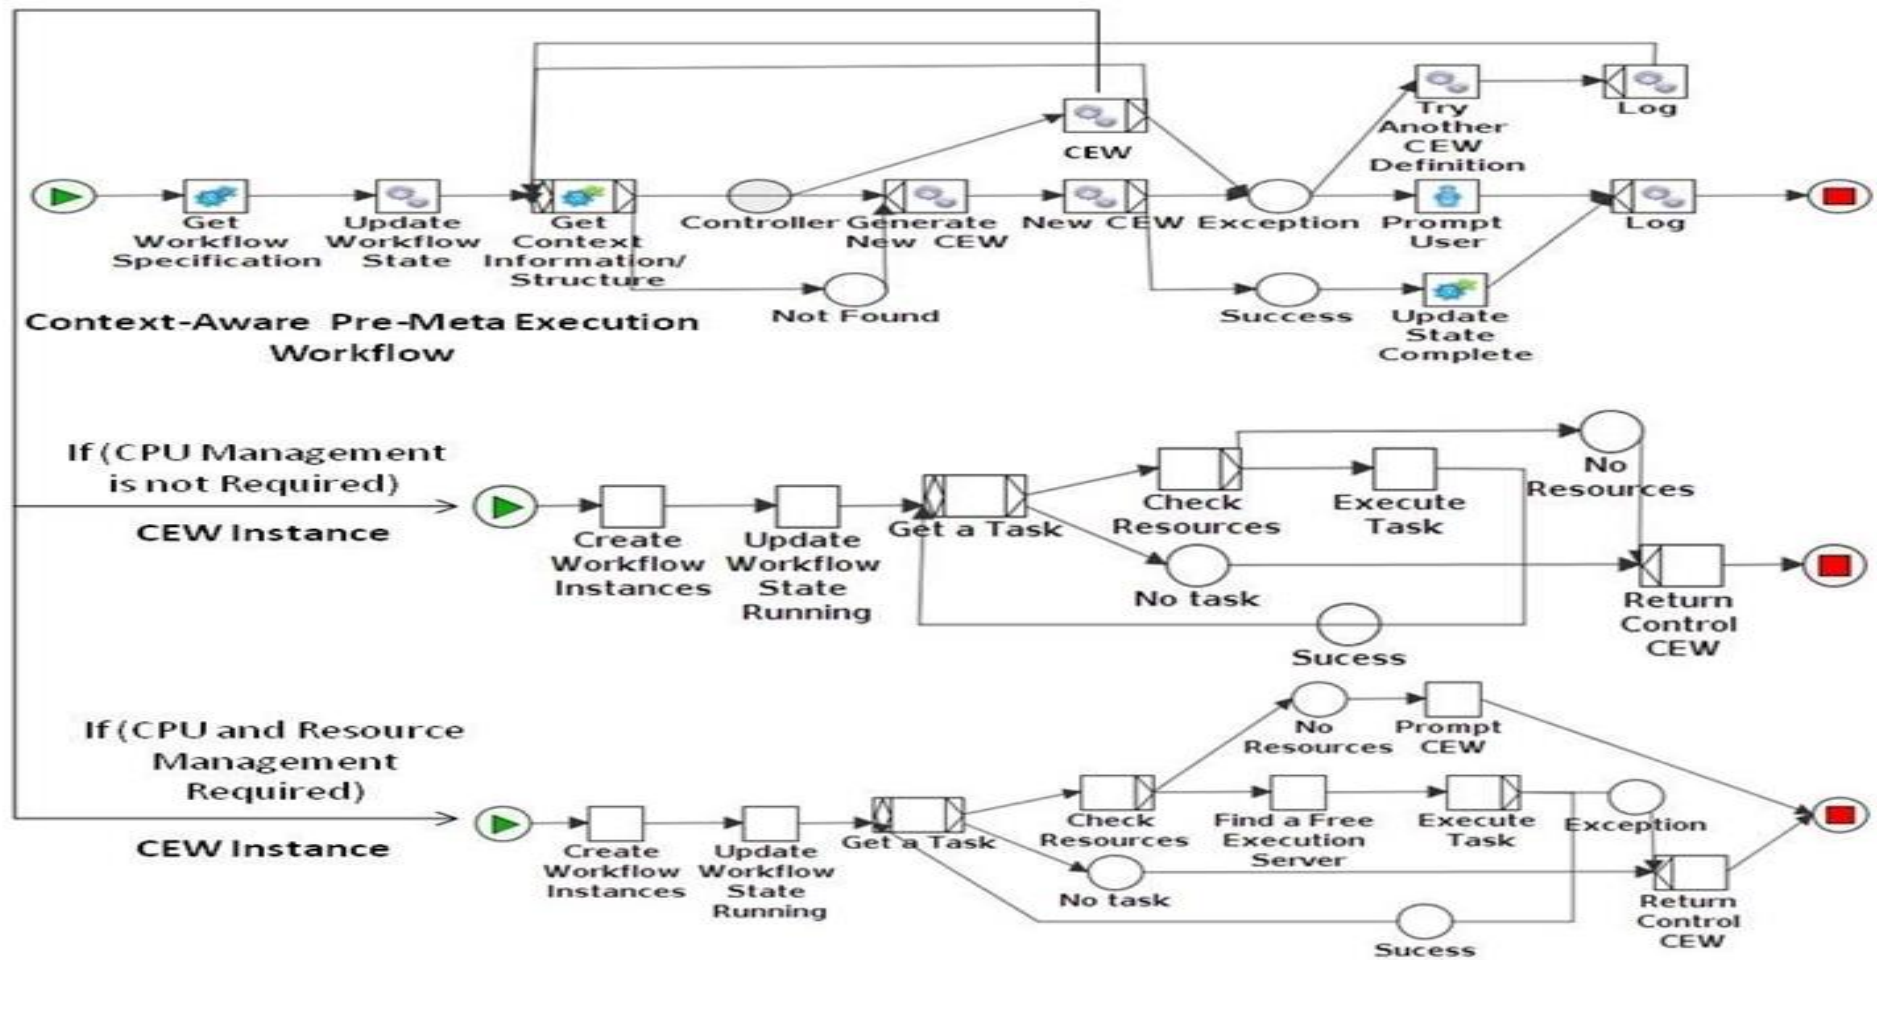 CEW
Try
Another
CEW
Definition
Log
Get
Workflow
Specification
Update
Workflow
State
Get
Context
Information/
Structure
Controller
Generate
New CEW
New CEW
Exception
Prompt
User
Log
Not Found
Success
Update
State
Complete
Context-Aware Pre-Meta Execution
Workflow
If (CPU Management
is not Required)
CEW Instance
Create
Workflow
Instances
Update
Workflow
State
Running
Get a Task
Check
Resources
Execute
Task
No
Resources
No task
Sucess
Return
Control
CEW
If (CPU and Resource
Management
Required)
CEW Instance
Create
Workflow
Instances
Update
Workflow
State
Running
Get a Task
No
Resources
Prompt
CEW
Check
Resources
Find a Free
Execution
Server
Execute
Task
Exception
No task
Sucess
Return
Control
CEW